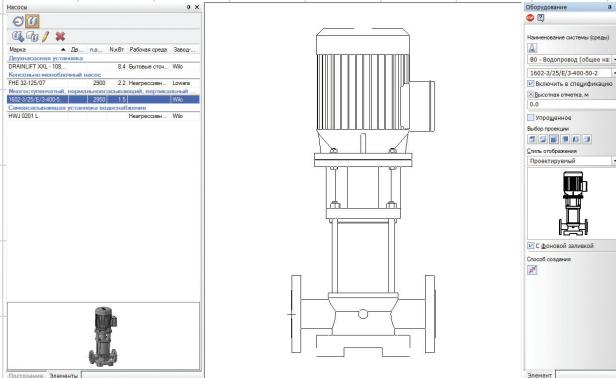 Насосы
Марка n,o... N,кВт Рабочая среда Завод-...
Двухнасосная установка
DRAINLIFT XXL - 108... 8.4 Бытовые сточ... Wilo
Консольно-моноблочный насос
FHE 32-125/07 2900 2.2 Неагрессивн... Lowara
Многоступенчатый, нормальновсасывающий, вертикальный
1602-3/25/E/3-400-5... 2950 1.5 Wilo
Самовсасывающая установка водоснабжения
HWJ 0201 L Неагрессивн... Wilo
Построение Элементы
Оборудование
Наименование системы (среды)
В0 - Водопровод (общее на:
1602-3/25/E/3-400-50-2
Включить в спецификацию
Высотная отметка, м
0.0
Упрощенное
Выбор проекции
Стиль отображения
Проектируемый
С фоновой заливкой
Способ создания
Элемент